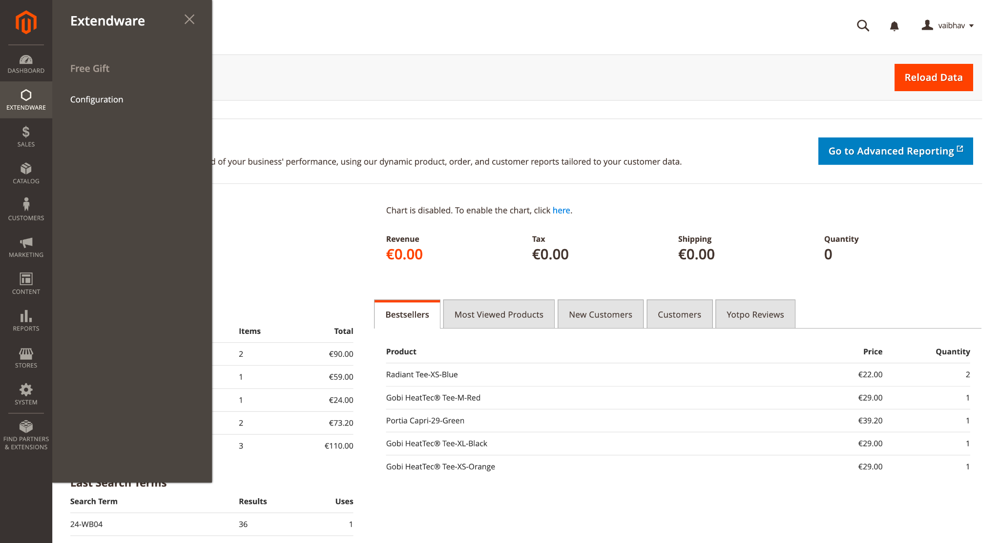 Extendware
Free Gift
Configuration
DASHBOARD
EXTENDWARE
SALES
CATALOG
CUSTOMERS
MARKETING
CONTENT
REPORTS
STORES
SYSTEM
FIND PARTNERS
& EXTENSIONS
vaibhav
Reload Data
Go to Advanced Reporting
d of your business' performance, using our dynamic product, order, and customer reports tailored to your customer data.
Chart is disabled. To enable the chart, click here.
Revenue Tax Shipping Quantity
€0.00 €0.00 €0.00 0
Items Total
2 €90.00
1 €59.00
1 €24.00
2 €73.20
3 €110.00
Bestsellers Most Viewed Products New Customers Customers Yotpo Reviews
Product Price Quantity
Radiant Tee-XS-Blue €22.00 2
Gobi HeatTec® Tee-M-Red €29.00 1
Portia Capri-29-Green €39.20 1
Gobi HeatTec® Tee-XL-Black €29.00 1
Gobi HeatTec® Tee-XS-Orange €29.00 1
Last Search Terms
Search Term Results Uses
24-WB04 36 1